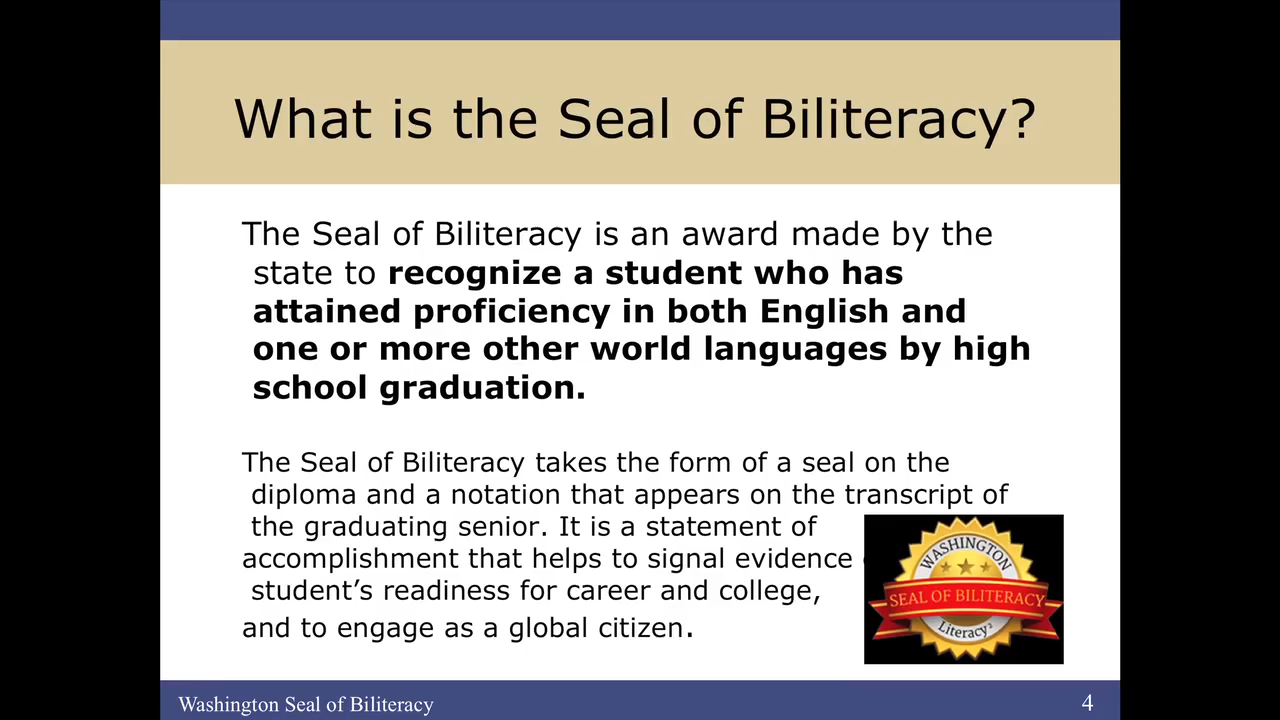 What is the Seal of Biliteracy?
The Seal of Biliteracy is an award made by the
state to recognize a student who has
attained proficiency in both English and
one or more other world languages by high
school graduation.
The Seal of Biliteracy takes the form of a seal on the
diploma and a notation that appears on the transcript of
the graduating senior. It is a statement of
accomplishment that helps to signal evidence
student’s readiness for career and college,
and to engage as a global citizen.
WASHINGTON
SEAL OF BILITERACY
Literacy²
Washington Seal of Biliteracy
4